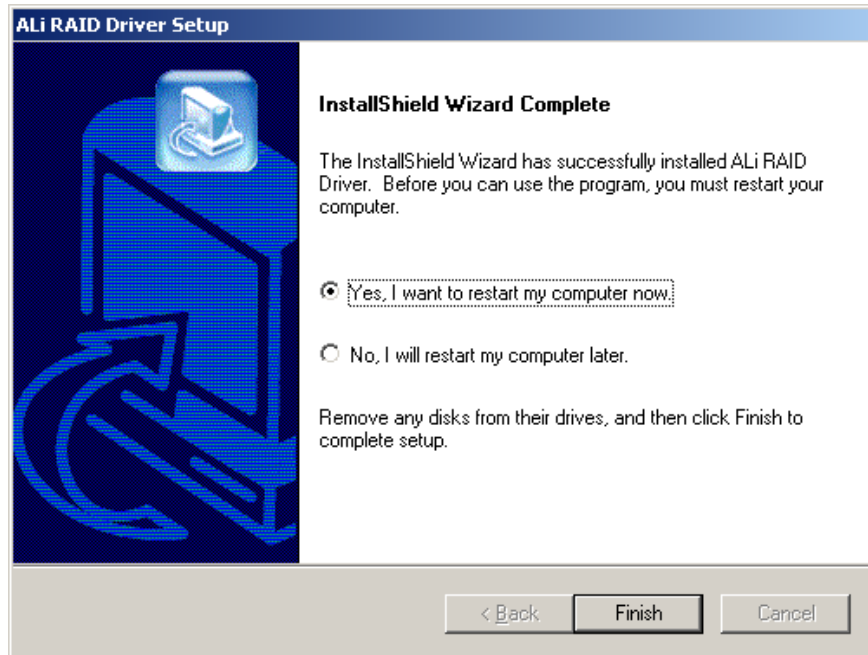 ALi RAID Driver Setup
InstallShield Wizard Complete
The InstallShield Wizard has successfully installed ALi RAID
Driver. Before you can use the program, you must restart your
computer.
Yes, I want to restart my computer now.
No, I will restart my computer later.
Remove any disks from their drives, and then click Finish to
complete setup.
< Back
Finish
Cancel